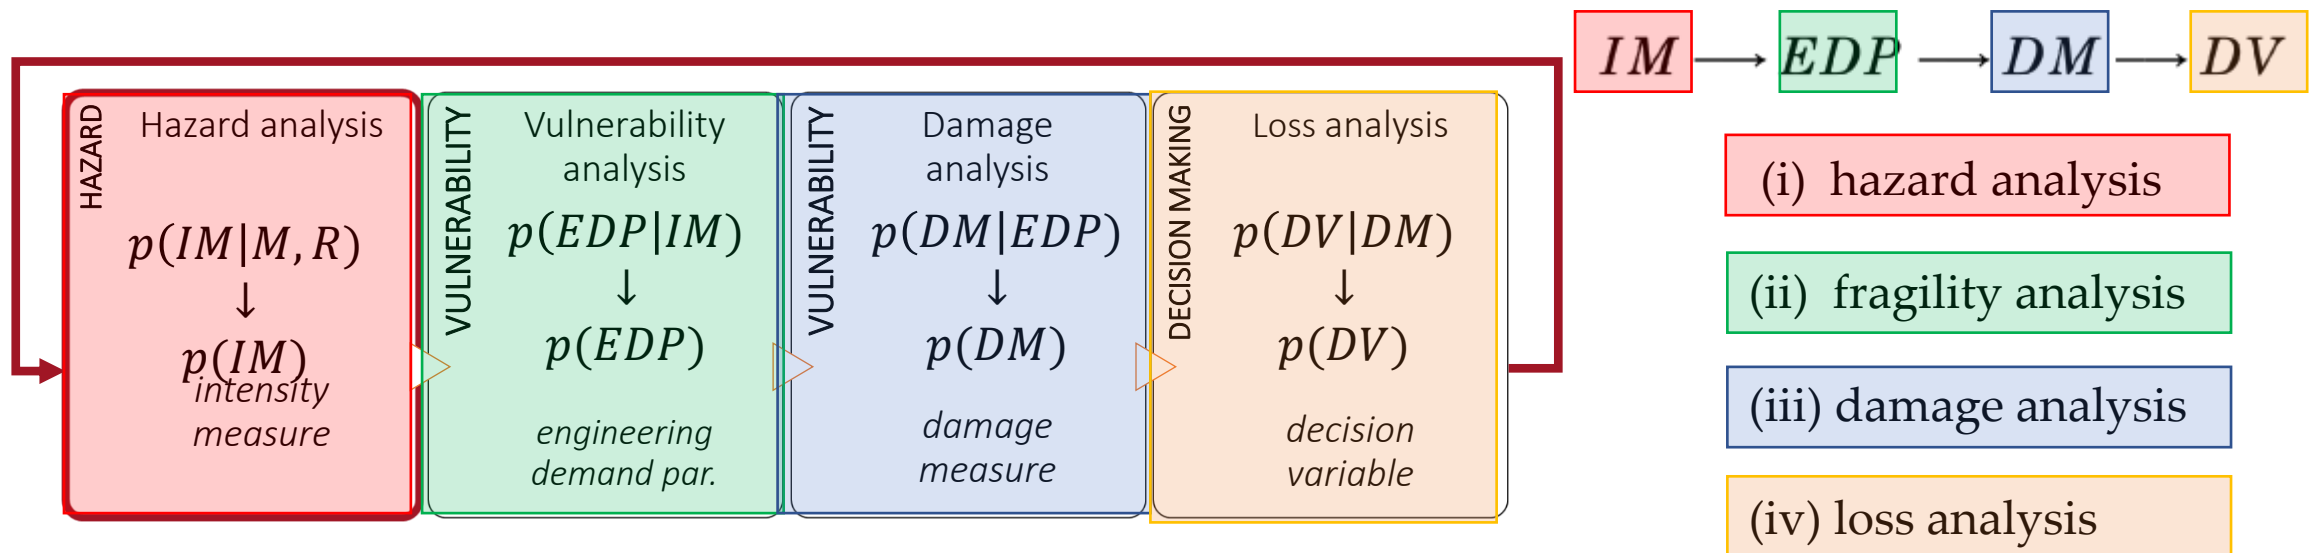 HAZARD
Hazard analysis
p(IM|M, R)
↓
p(IM)
intensity
measure
VULNERABILITY
Vulnerability
analysis
p(EDP|IM)
↓
p(EDP)
engineering
demand par.
VULNERABILITY
Damage
analysis
p(DM|EDP)
↓
p(DM)
damage
measure
DECISION MAKING
Loss analysis
p(DV|DM)
↓
p(DV)
decision
variable
IM → EDP → DM → DV
(i) hazard analysis
(ii) fragility analysis
(iii) damage analysis
(iv) loss analysis